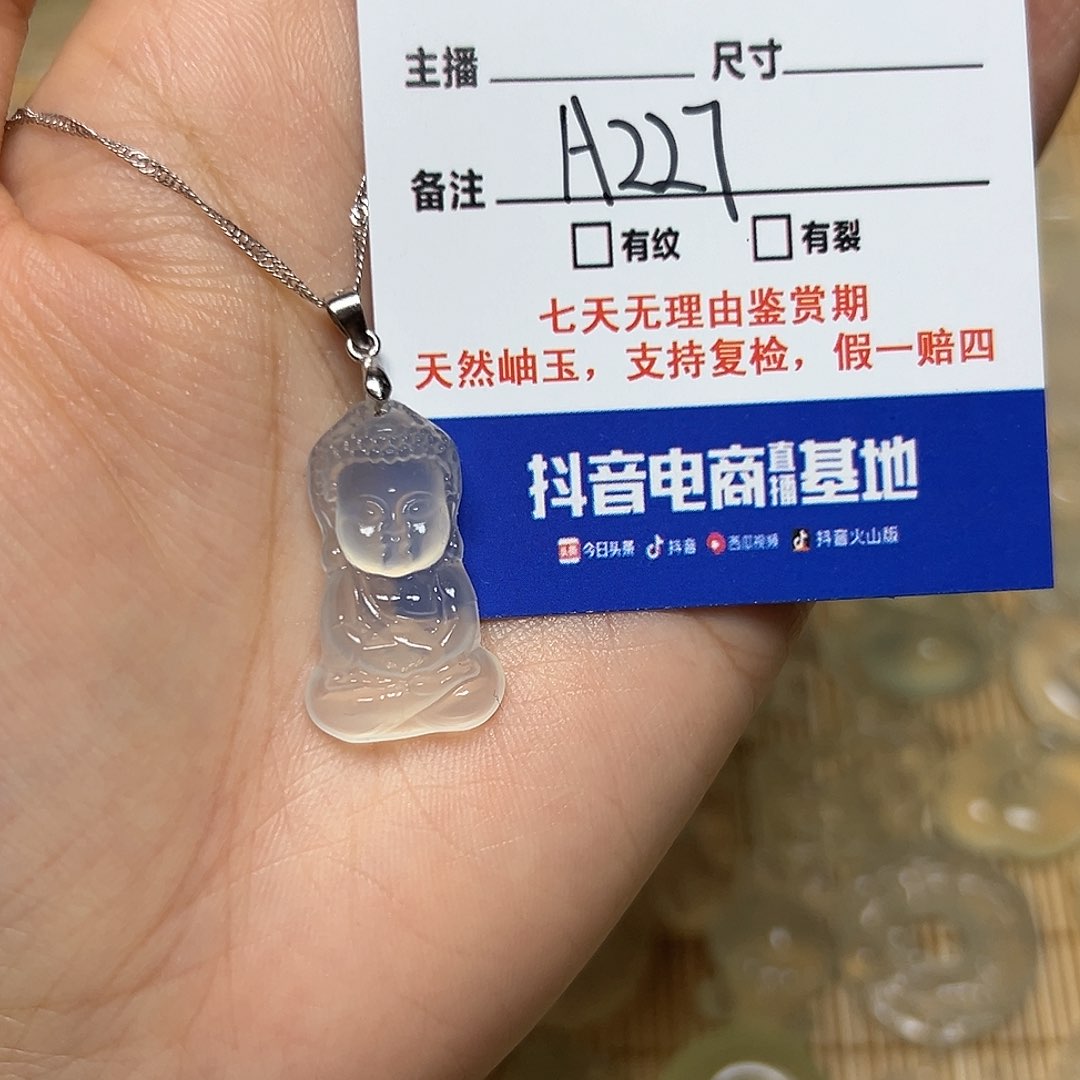 主播 尺寸
备注 A227
有纹 有裂
七天无理由鉴赏期
天然岫玉，支持复检，假一赔四
抖音电商直播基地
头条 今日头条 抖音 西瓜视频 抖音火山版